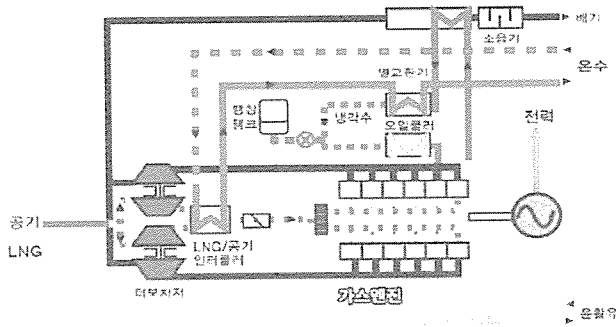 배기
소음기
온수
열교환기
팽창
탱크
냉각수
오일쿨러
전력
공기
LNG
LNG/공기
인터쿨러
터보차저
가스엔진
윤활유